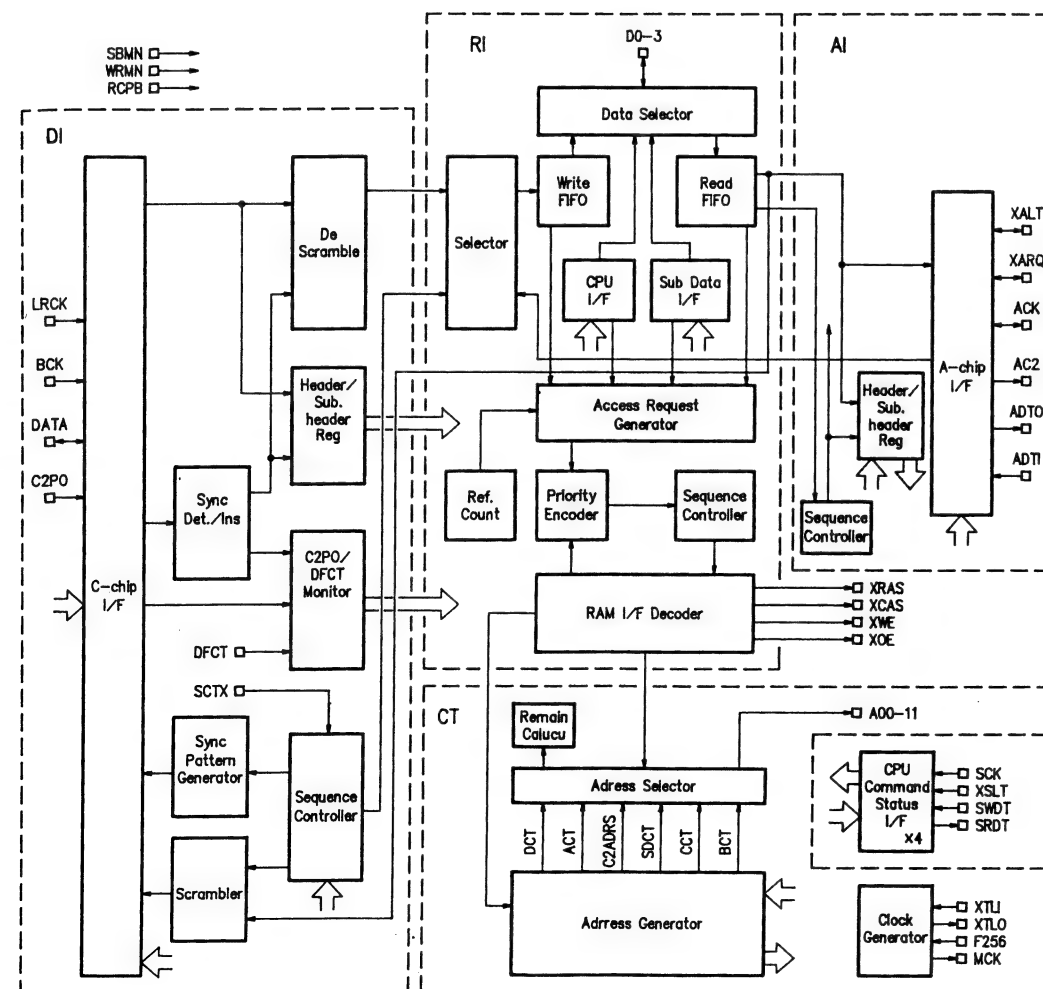 SBMN
WRMN
RCPB
DI
RI
AI
CT
D0-3
Data Selector
Write
FIFO
Read
FIFO
De
Scramble
Selector
CPU
I/F
Sub Data
I/F
LRCK
BCK
DATA
C2PO
C-chip
I/F
Header/
Sub.
header
Reg
Sync
Det./Ins
C2PO/
DFCT
Monitor
DFCT
SCTX
Sync
Pattern
Generator
Sequence
Controller
Scrambler
Access Request
Generator
Ref.
Count
Priority
Encoder
Sequence
Controller
RAM I/F Decoder
XRAS
XCAS
XWE
XOE
A-chip
I/F
XALT
XARQ
ACK
AC2
ADTO
ADTI
Header/
Sub.
header
Reg
Sequence
Controller
Remain
Calucu
A00-11
Adress Selector
DCT
ACT
C2ADRS
SDCT
CCT
BCT
Adrress Generator
CPU
Command
Status
I/F
X4
SCK
XSLT
SWDT
SRDT
Clock
Generator
XTLI
XTLO
F256
MCK